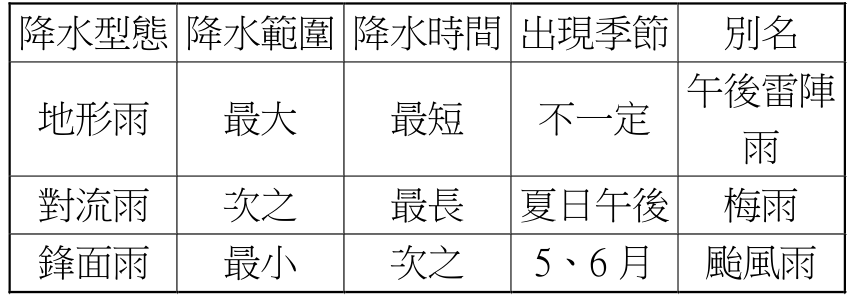 降水型態 降水範圍 降水時間 出現季節 別名
地形雨 最大 最短 不一定 午後雷陣雨
對流雨 次之 最長 夏日午後 梅雨
鋒面雨 最小 次之 5、6月 颱風雨